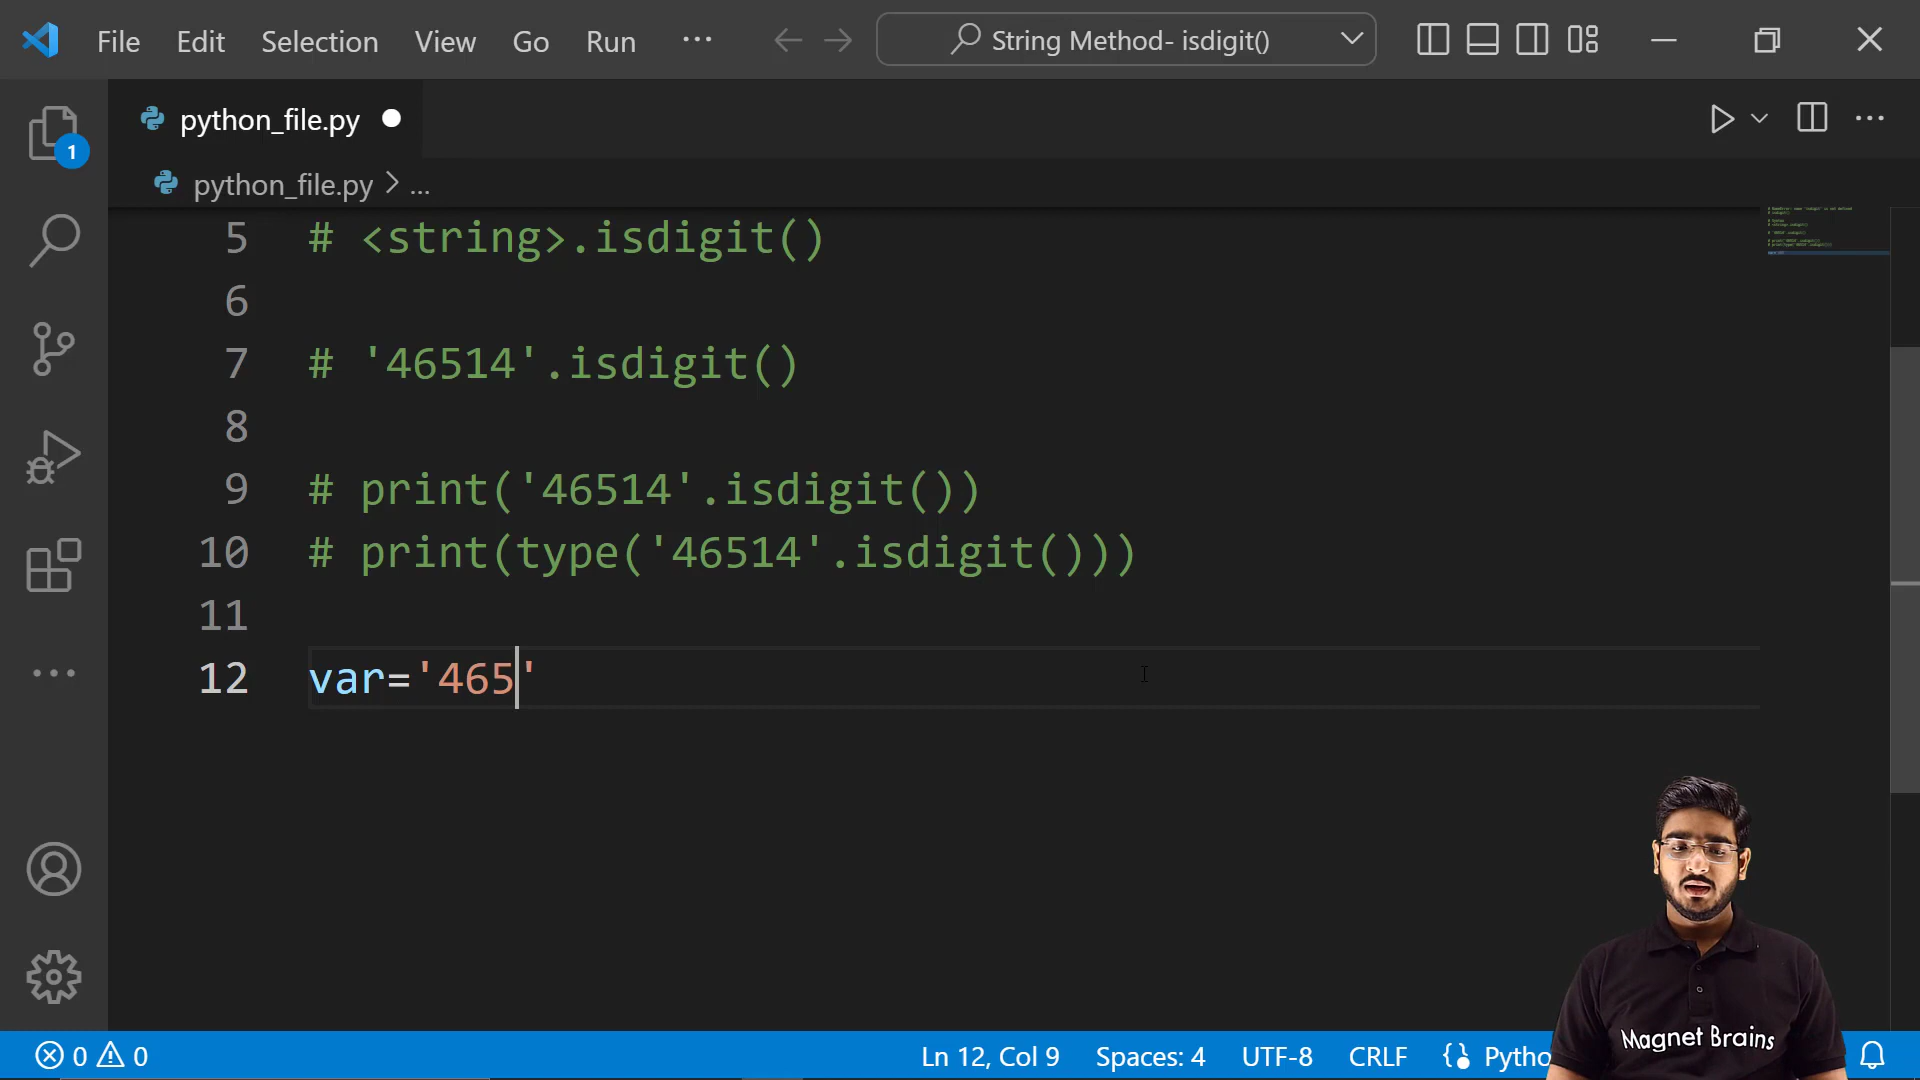 File Edit Selection View Go Run ...
String Method- isdigit()
python_file.py
1
python_file.py > ...
5 # <string>.isdigit()
6
7 # '46514'.isdigit()
8
9 # print('46514'.isdigit())
10 # print(type('46514'.isdigit()))
11
12 var='465'
Magnet Brains
0 0 Ln 12, Col 9 Spaces: 4 UTF-8 CRLF Pytho